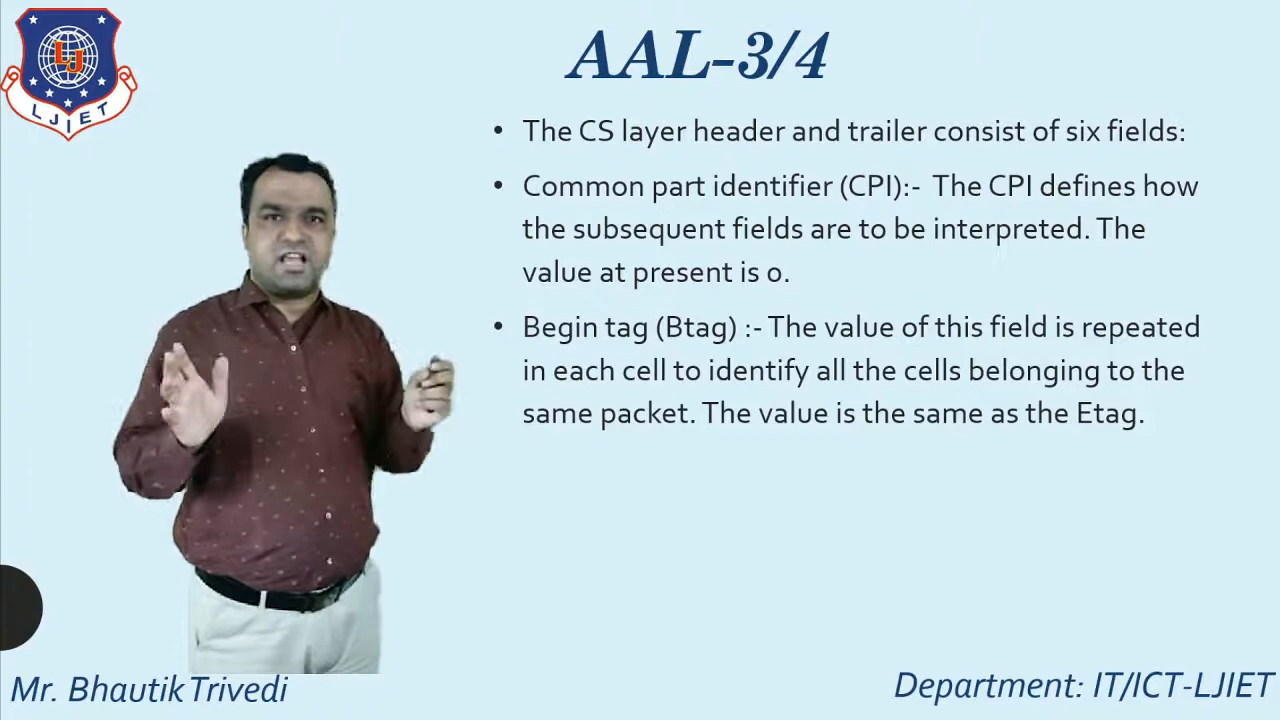 LJ
LJIET
AAL-3/4
• The CS layer header and trailer consist of six fields:
• Common part identifier (CPI):- The CPI defines how
the subsequent fields are to be interpreted. The
value at present is 0.
• Begin tag (Btag) :- The value of this field is repeated
in each cell to identify all the cells belonging to the
same packet. The value is the same as the Etag.
Mr. Bhautik Trivedi
Department: IT/ICT-LJIET